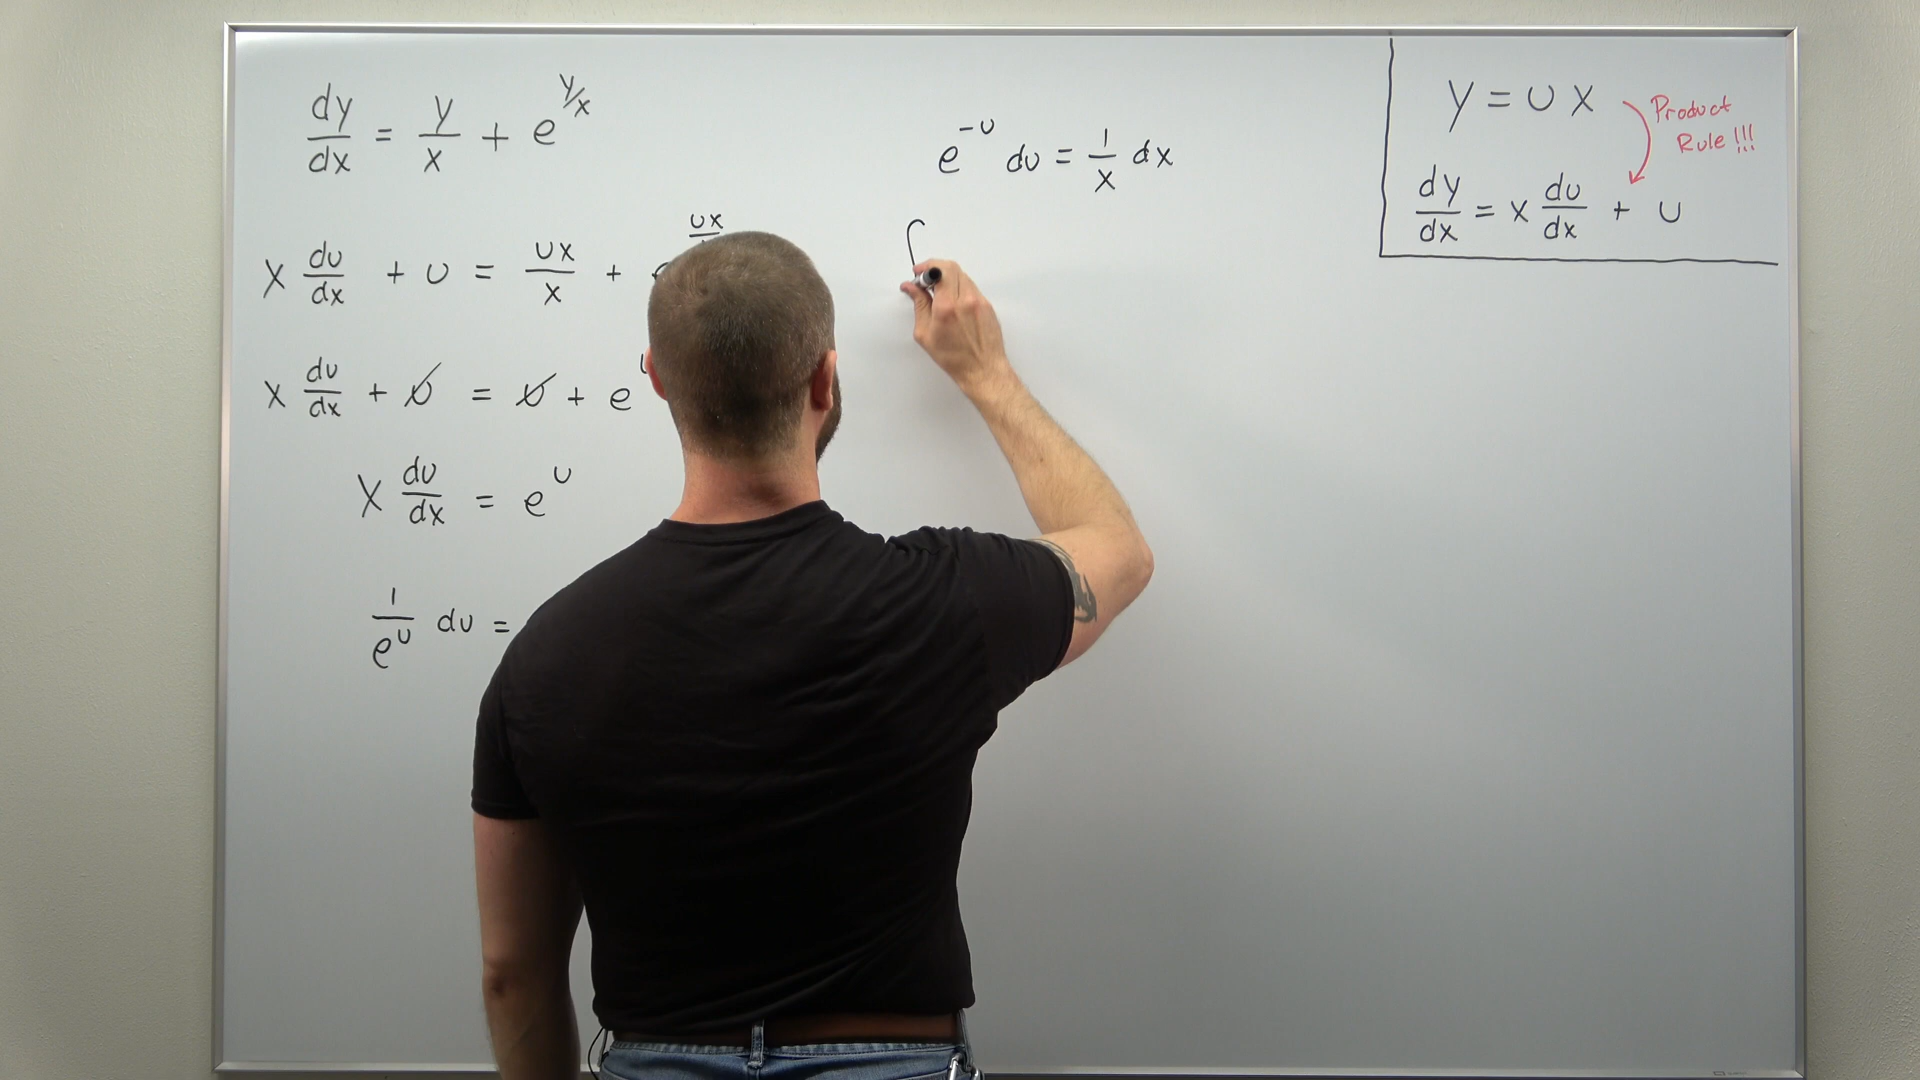 dy/dx = y/x + e^(y/x)
x du/dx + u = ux/x + ux
x du/dx + u = u + e
x du/dx = e^u
1/e^u du =
e^-u du = 1/x dx
∫
y = ux
Product
Rule!!!
dy/dx = x du/dx + u